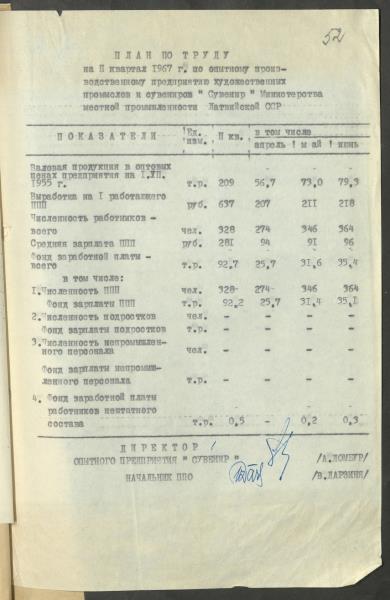 52
ПЛАН ПО ТРУДУ
на II квартал 1967 г. по опытному произ-
водственному предприятию художественных
промыслов и сувениров " Сувенир " Министерства
местной промышленности Латвийской ССР
ПОКАЗАТЕЛИ ! Ед. изм. ! II кв. ! в том числе
апрель ! май ! июнь
Валовая продукция в оптовых
ценах предприятия на I.УП.
1955 г. т.р. 209 56,7 73,0 79,3
Выработка на I работающего
ППП руб. 637 207 211 218
Численность работников -
всего чел. 328 274 346 364
Средняя зарплата ППП руб. 281 94 91 96
Фонд заработной платы -
всего т.р. 92,7 25,7 31,6 35,4
в том числе:
I. Численность ППП чел. 328 274 346 364
Фонд зарплаты ППП т.р. 92,2 25,7 31,4 35,1
2. Численность подростков чел. - - - -
Фонд зарплаты подростков т.р. - - - -
3. Численность непромышлен-
ного персонала чел. - - - -
Фонд зарплаты непромыш-
ленного персонала т.р. - - - -
4. Фонд заработной платы
работников нештатного
состава т.р. 0,5 - 0,2 0,3
ДИРЕКТОР
ОПЫТНОГО ПРЕДПРИЯТИЯ " СУВЕНИР " /А.ЛОМБУР/
НАЧАЛЬНИК ППО /В.ЛАРЗИНЯ/